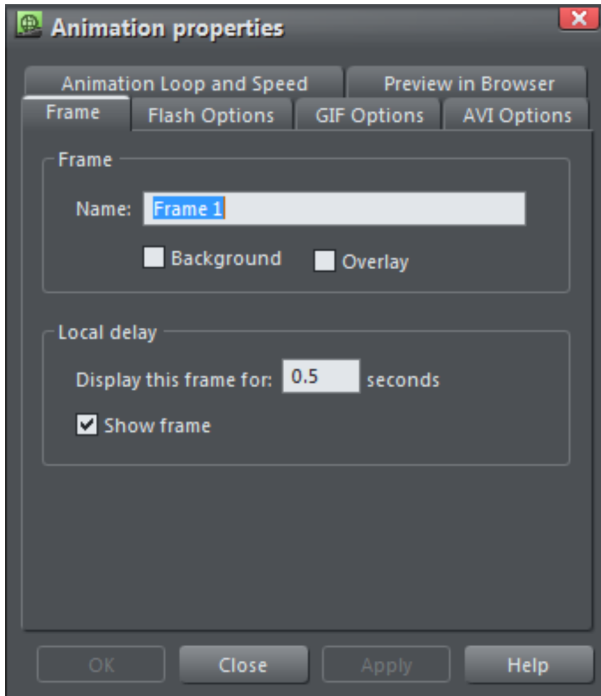 Animation properties
Animation Loop and Speed Preview in Browser
Frame Flash Options GIF Options AVI Options
Frame
Name: Frame 1
Background Overlay
Local delay
Display this frame for: 0.5 seconds
Show frame
OK Close Apply Help